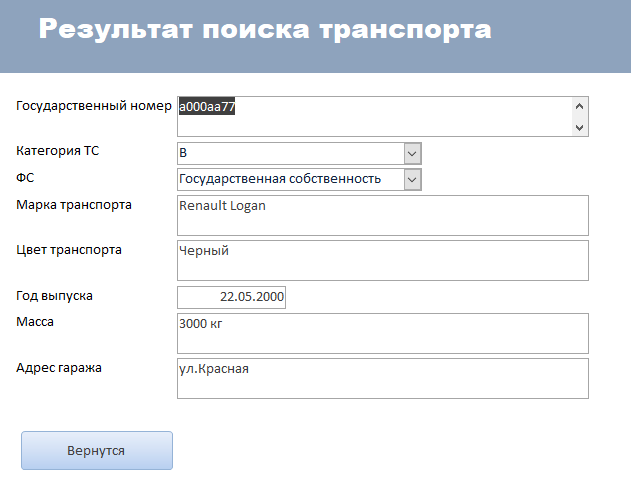 Результат поиска транспорта
Государственный номер а000аа77
Категория ТС В
ФС Государственная собственность
Марка транспорта Renault Logan
Цвет транспорта Черный
Год выпуска 22.05.2000
Масса 3000 кг
Адрес гаража ул.Красная
Вернутся